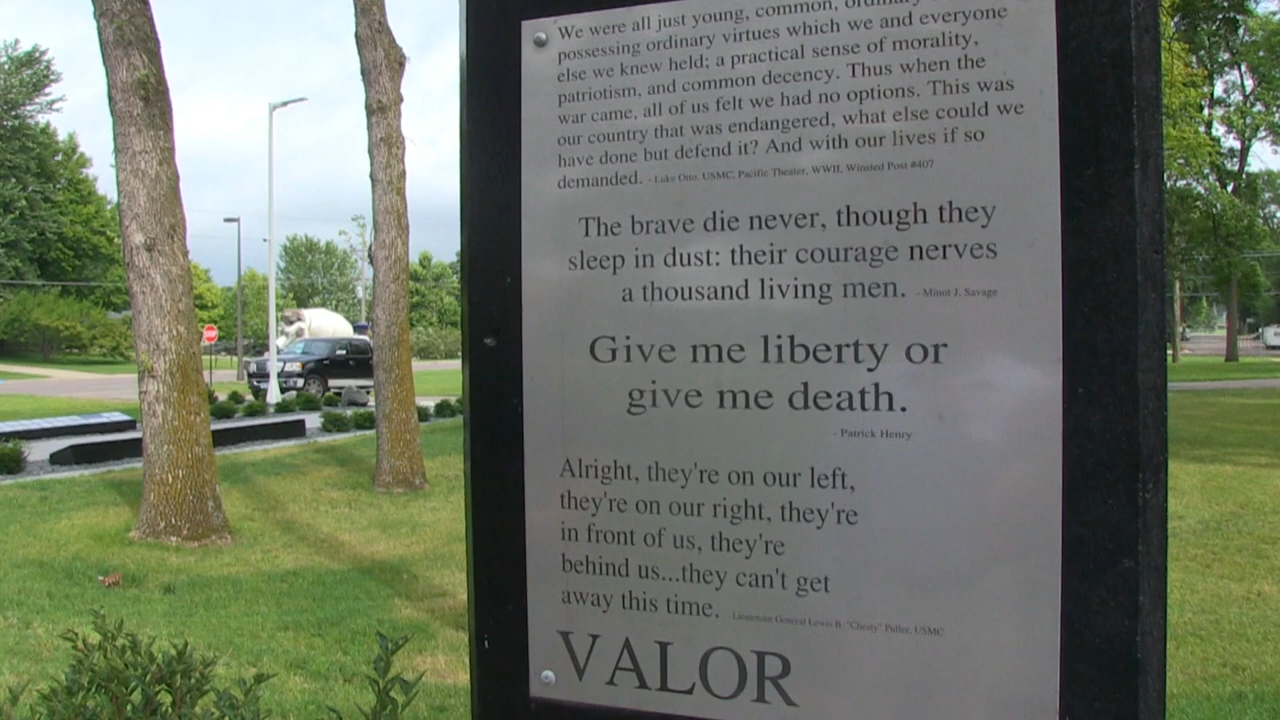 We were all just young, common, ordinary
possessing ordinary virtues which we and everyone
else we knew held; a practical sense of morality,
patriotism, and common decency. Thus when the
war came, all of us felt we had no options. This was
our country that was endangered, what else could we
have done but defend it? And with our lives if so
demanded. - Luke Otto, USMC, Pacific Theater, WWII, Winsted Post #407
The brave die never, though they
sleep in dust: their courage nerves
a thousand living men. - Minot J. Savage
Give me liberty or
give me death.
- Patrick Henry
Alright, they're on our left,
they're on our right, they're
in front of us, they're
behind us...they can't get
away this time. Lieutenant General Lewis B. "Chesty" Puller, USMC
VALOR